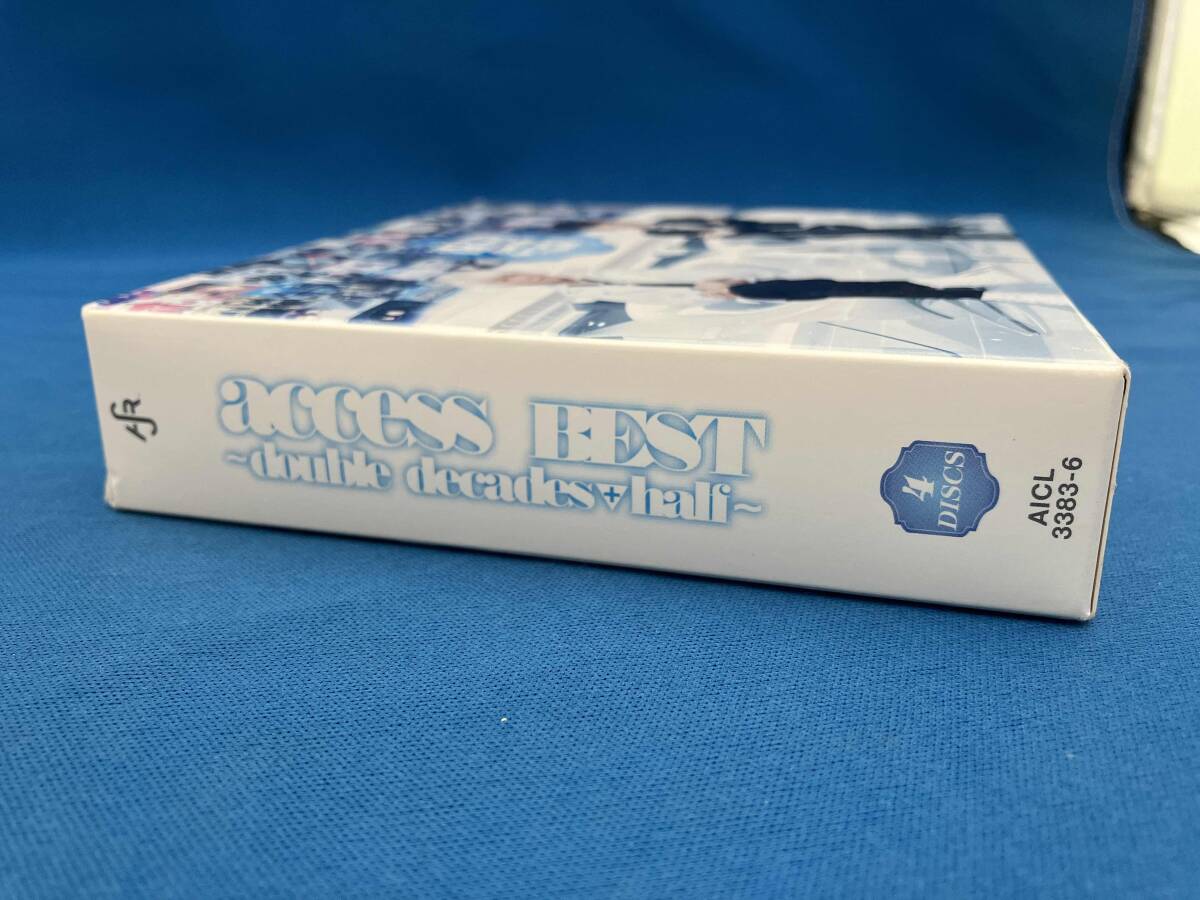 access BEST
~double decades+half~
4
DISCS
AICL
3383-6